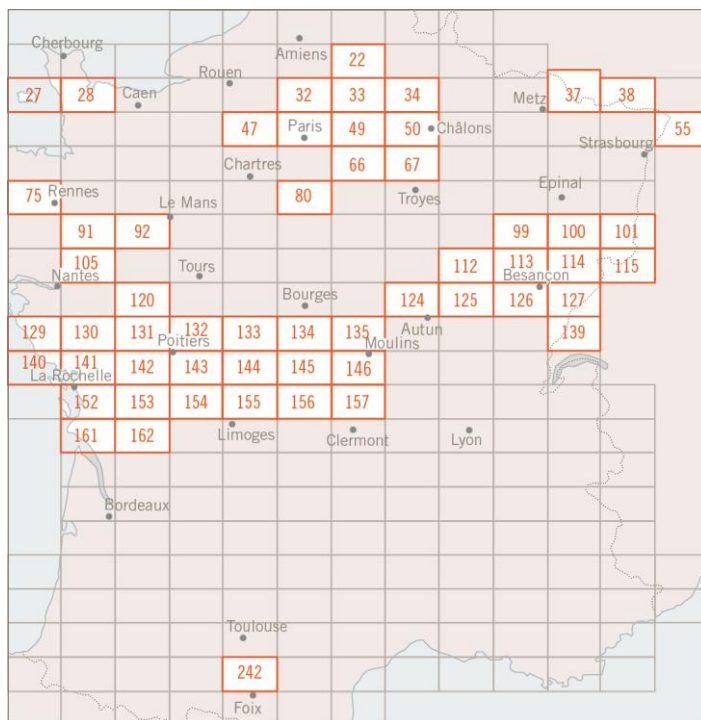 Cherbourg
Amiens
22
Rouen
27 28 Caen 32 33 34 Metz 37 38
47 Paris 49 50 Châlons 55
Strasbourg
Chartres 66 67
75 Rennes 80 Troyes Epinal
Le Mans
91 92 99 100 101
105 Tours 112 113 114 115
Nantes Besançon
120 Bourges 124 125 126 127
129 130 131 132 133 134 135 Autun 139
Poitiers Moulins
140 141 142 143 144 145 146
La Rochelle
152 153 154 155 156 157
161 162 Limoges Clermont Lyon
Bordeaux
Toulouse
242
Foix